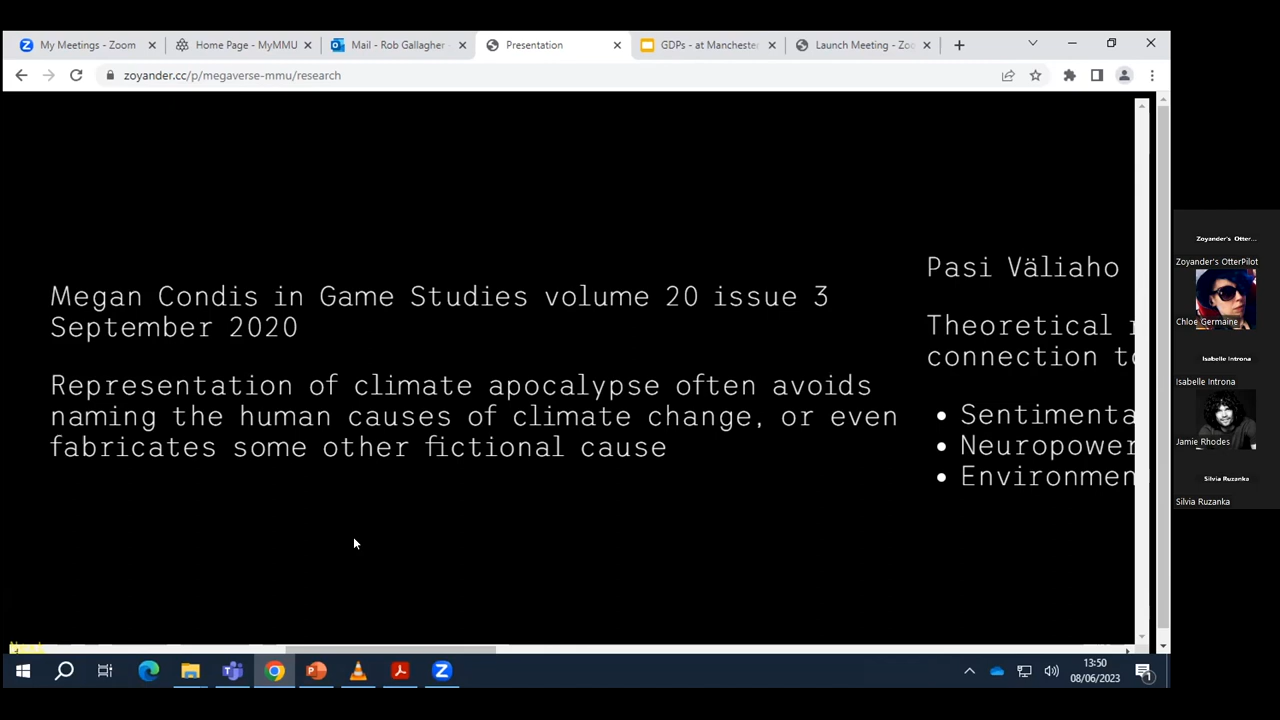 My Meetings - Zoom
Home Page - MyMMU
Mail - Rob Gallagher -
Presentation
GDPs - at Manchester
Launch Meeting - Zoo
zoyander.cc/p/megaverse-mmu/research
Megan Condis in Game Studies volume 20 issue 3
September 2020
Representation of climate apocalypse often avoids
naming the human causes of climate change, or even
fabricates some other fictional cause
Pasi Väliaho
Theoretical
connection to
• Sentimenta
• Neuropower
• Environmen
Zoyander's Otter...
Zoyander's OtterPilot
Chloe Germaine
Isabelle Introna
Isabelle Introna
Jamie Rhodes
Silvia Ruzanka
Silvia Ruzanka
13:50
08/06/2023
1